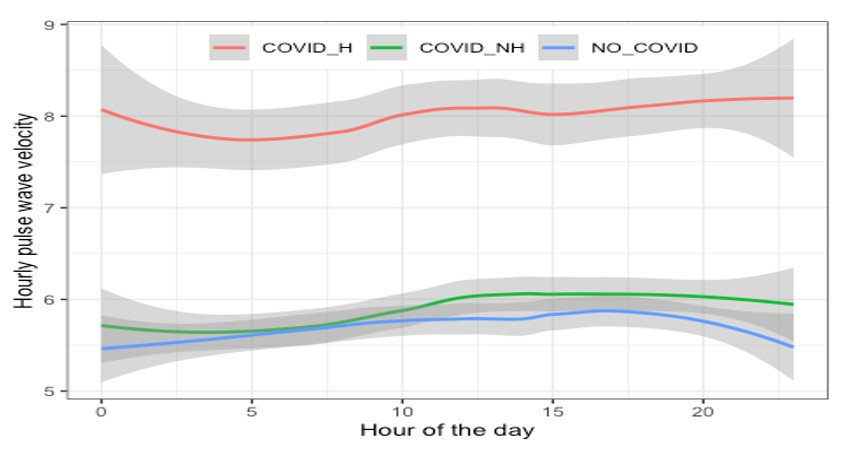 COVID_H COVID_NH NO_COVID
Hourly pulse wave velocity
9
8
7
6
5
0 5 10 15 20
Hour of the day